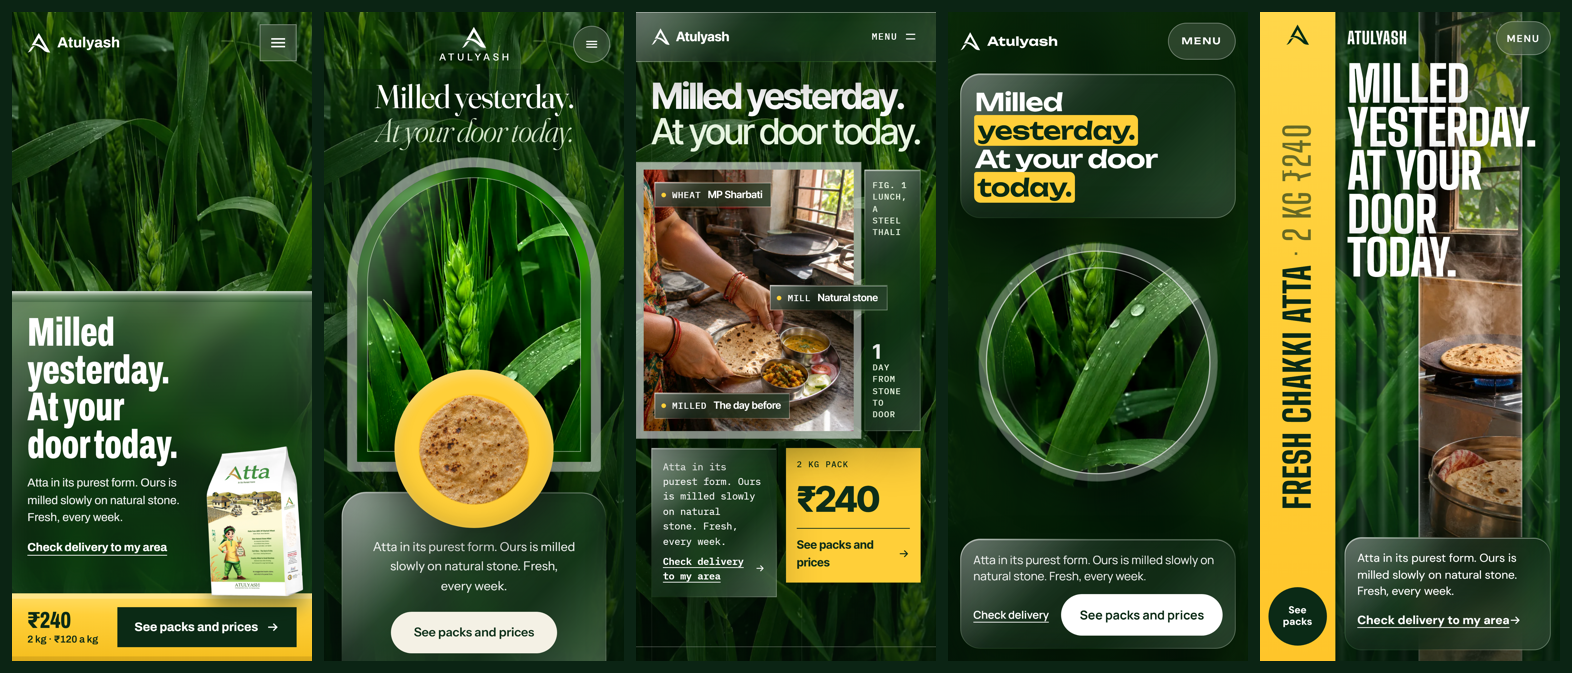 Atulyash
Milled
yesterday.
At your
door today.
Atta in its purest form. Ours is
milled slowly on natural stone.
Fresh, every week.
Check delivery to my area
Atta
ATULYASH
₹240
2 kg · ₹120 a kg
See packs and prices →
ATULYASH
Milled yesterday.
At your door today.
Atta in its purest form. Ours is milled
slowly on natural stone. Fresh,
every week.
See packs and prices
Atulyash
MENU
Milled yesterday.
At your door today.
WHEAT MP Sharbati
FIG. 1
LUNCH,
A
STEEL
THALI
MILL Natural stone
1
DAY
FROM
STONE
TO
DOOR
MILLED The day before
Atta in its
purest form. Ours
is milled slowly
on natural
stone. Fresh,
every week.
Check delivery
to my area →
2 KG PACK
₹240
See packs and
prices →
Atulyash
MENU
Milled
yesterday.
At your door
today.
Atta in its purest form. Ours is milled slowly on
natural stone. Fresh, every week.
Check delivery
See packs and prices
FRESH CHAKKI ATTA · 2 KG ₹240
See
packs
ATULYASH
MENU
MILLED
YESTERDAY.
AT YOUR
DOOR
TODAY.
Atta in its purest form. Ours is
milled slowly on natural stone.
Fresh, every week.
Check delivery to my area→